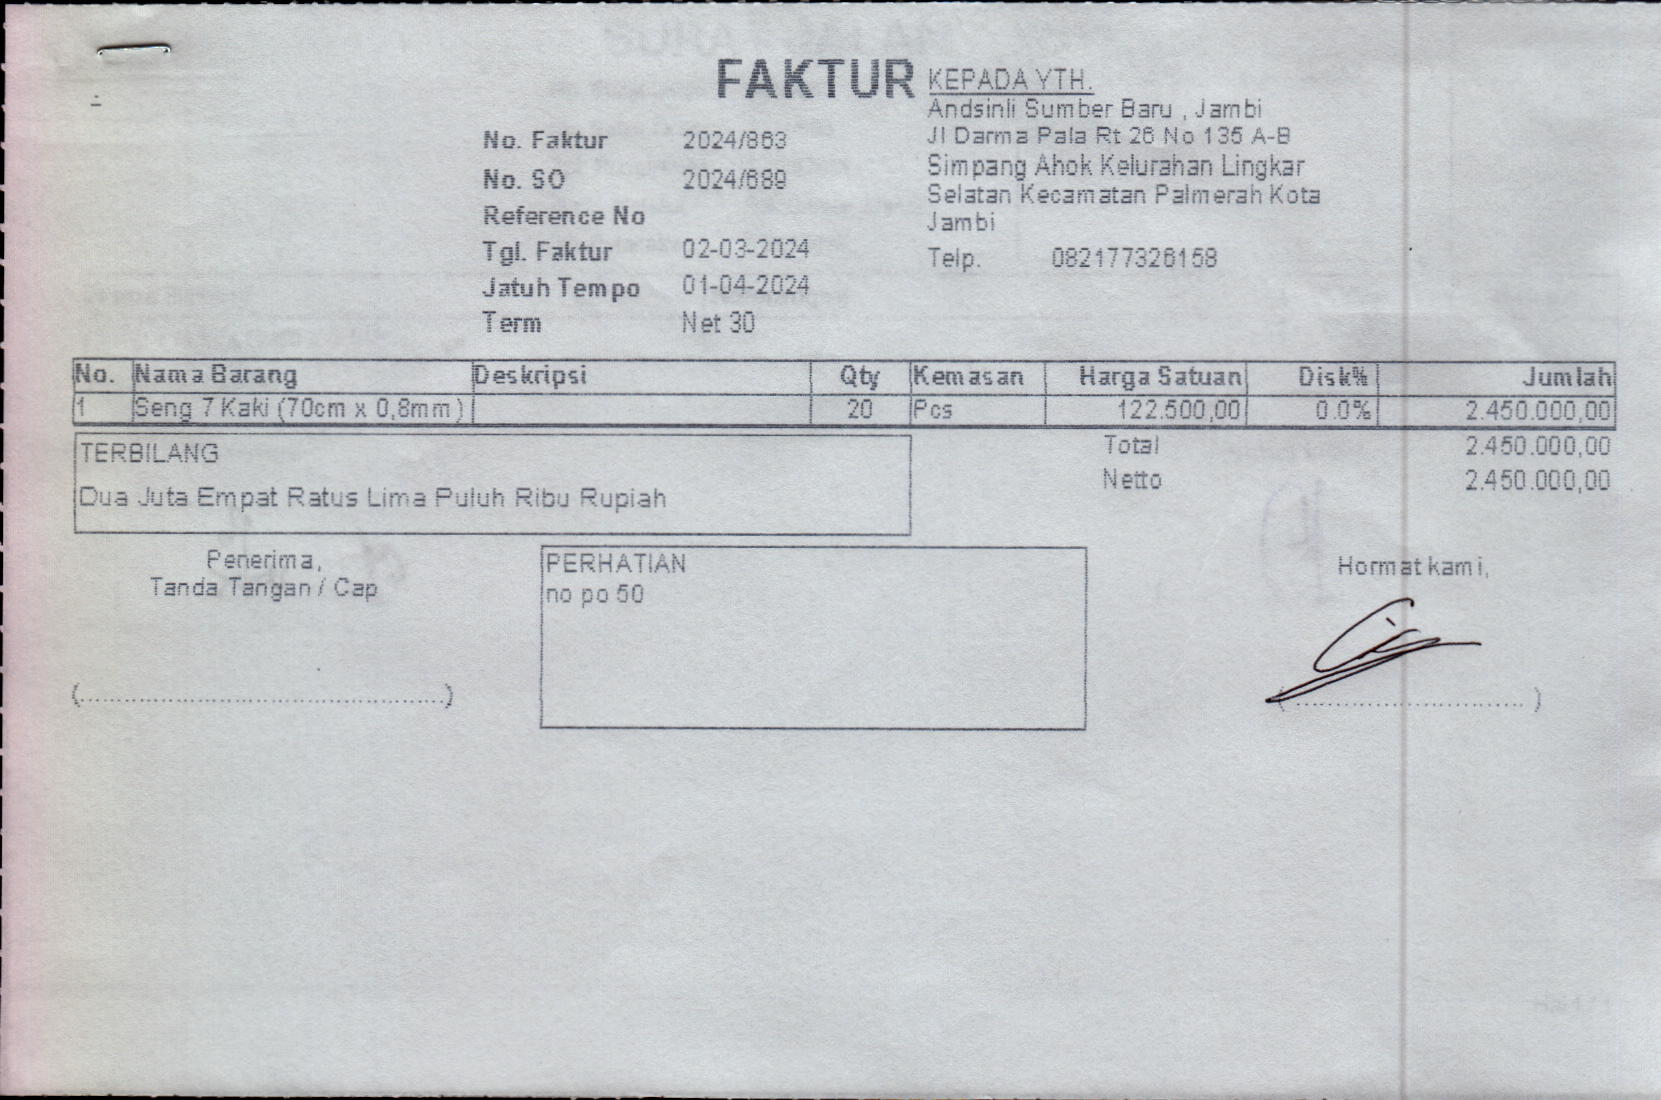 FAKTUR
No. Faktur 2024/863
No. SO 2024/689
Reference No
Tgl. Faktur 02-03-2024
Jatuh Tempo 01-04-2024
Term Net 30
KEPADA YTH.
Andsinli Sumber Baru , Jambi
Jl Darma Pala Rt 26 No 135 A-B
Simpang Ahok Kelurahan Lingkar
Selatan Kecamatan Palmerah Kota
Jambi
Telp. 082177326158
No. Nama Barang Deskripsi Qty Kemasan Harga Satuan Disk% Jumlah
1 Seng 7 Kaki (70cm x 0,8mm) 20 Pcs 122.500,00 0.0% 2.450.000,00
Total 2.450.000,00
Netto 2.450.000,00
TERBILANG
Dua Juta Empat Ratus Lima Puluh Ribu Rupiah
Penerima,
Tanda Tangan / Cap
(............................................)
PERHATIAN
no po 50
Hormat kami,
(............................)